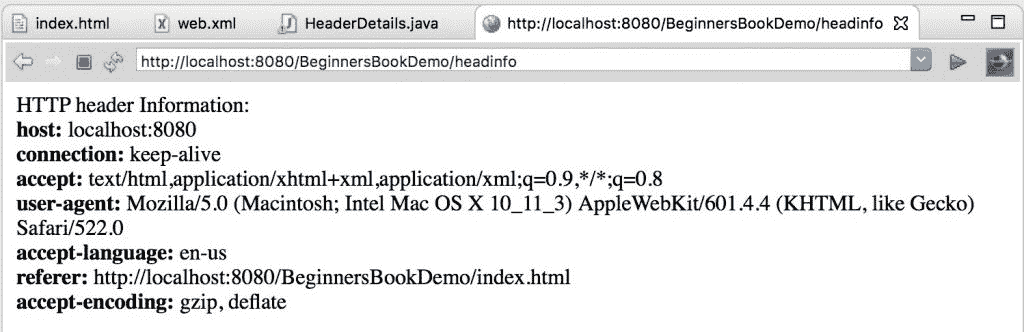 index.html web.xml HeaderDetails.java http://localhost:8080/BeginnersBookDemo/headinfo
http://localhost:8080/BeginnersBookDemo/headinfo
HTTP header Information:
host: localhost:8080
connection: keep-alive
accept: text/html,application/xhtml+xml,application/xml;q=0.9,*/*;q=0.8
user-agent: Mozilla/5.0 (Macintosh; Intel Mac OS X 10_11_3) AppleWebKit/601.4.4 (KHTML, like Gecko)
Safari/522.0
accept-language: en-us
referer: http://localhost:8080/BeginnersBookDemo/index.html
accept-encoding: gzip, deflate